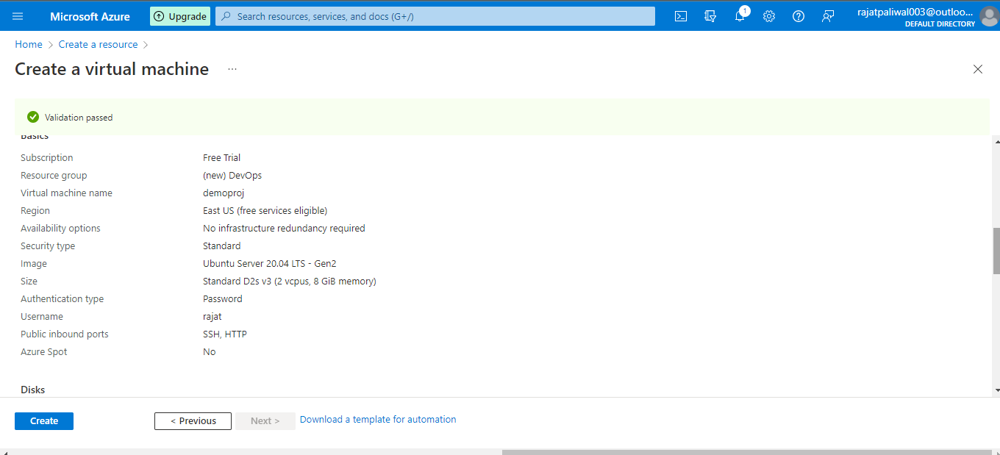 Microsoft Azure Upgrade Search resources, services, and docs (G+/) 1 rajatpaliwal003@outloo...
DEFAULT DIRECTORY
Home > Create a resource >
Create a virtual machine ...
Validation passed
Basics
Subscription Free Trial
Resource group (new) DevOps
Virtual machine name demoproj
Region East US (free services eligible)
Availability options No infrastructure redundancy required
Security type Standard
Image Ubuntu Server 20.04 LTS - Gen2
Size Standard D2s v3 (2 vcpus, 8 GiB memory)
Authentication type Password
Username rajat
Public inbound ports SSH, HTTP
Azure Spot No
Disks
Create < Previous Next > Download a template for automation